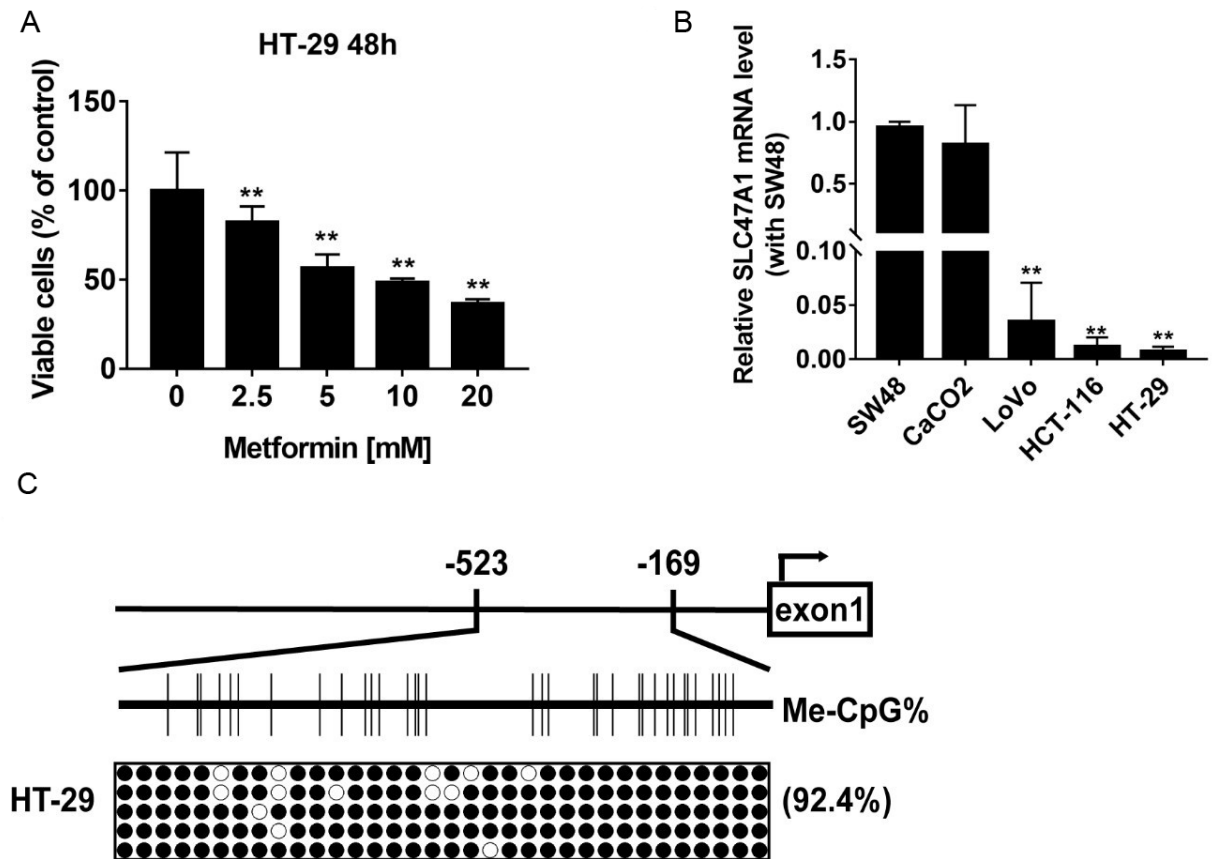 A
HT-29 48h
Viable cells (% of control)
150
100
50
0
**
**
**
**
0 2.5 5 10 20
Metformin [mM]
B
Relative SLC47A1 mRNA level
(with SW48)
1.0
0.5
0.10
0.05
0.00
**
**
**
SW48 CaCO2 LoVo HCT-116 HT-29
C
-523 -169
exon1
Me-CpG%
HT-29 (92.4%)